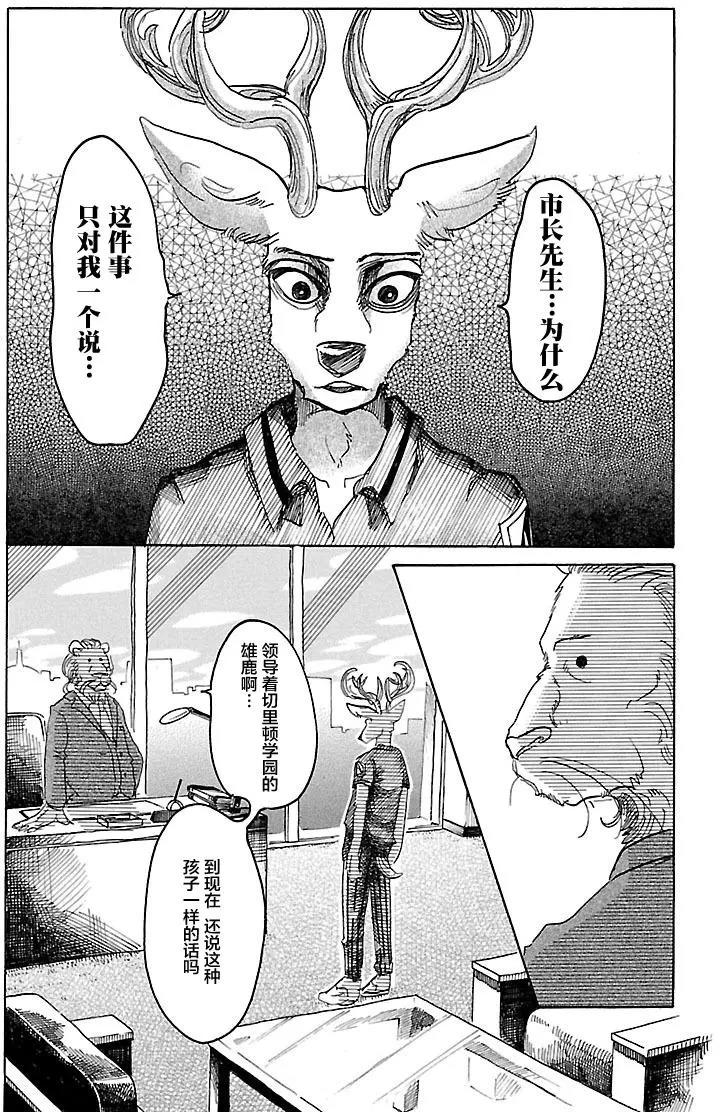 市长先生…为什么
这件事
只对我一个说…
领导着切里顿学园的
雄鹿啊…
到现在 还说这种
孩子一样的话吗